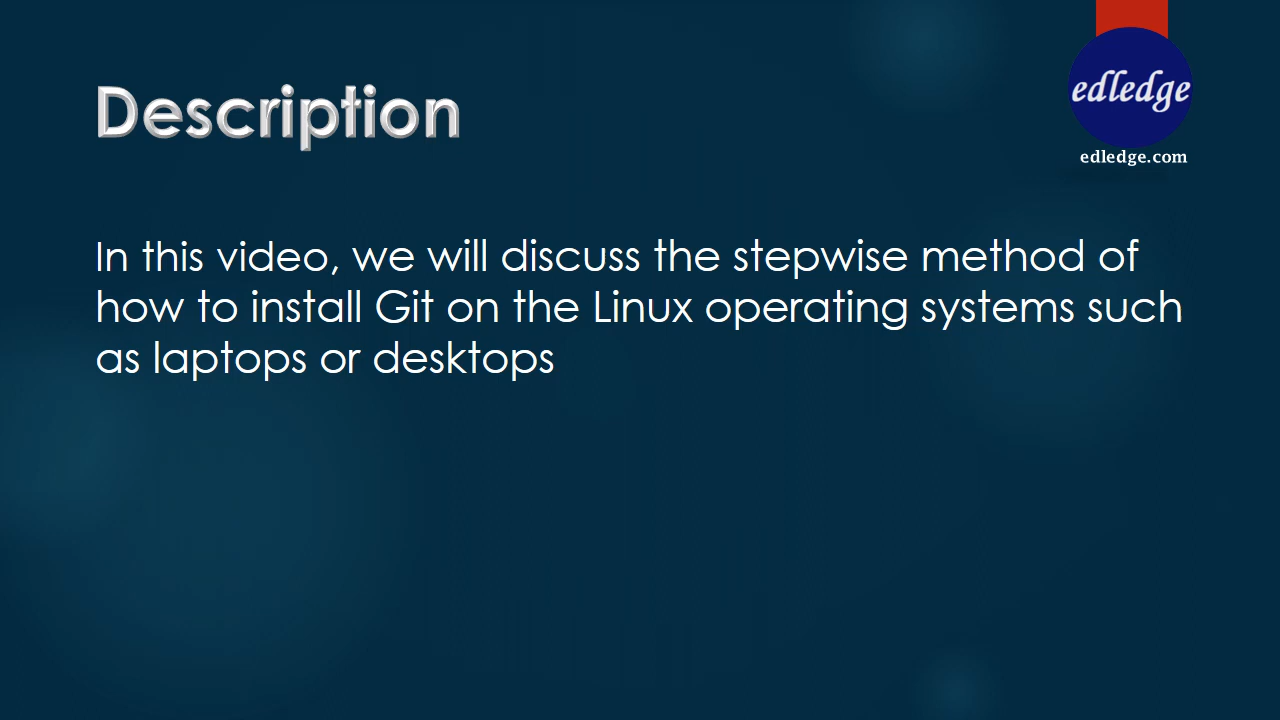 Description
edledge
edledge.com
In this video, we will discuss the stepwise method of
how to install Git on the Linux operating systems such
as laptops or desktops